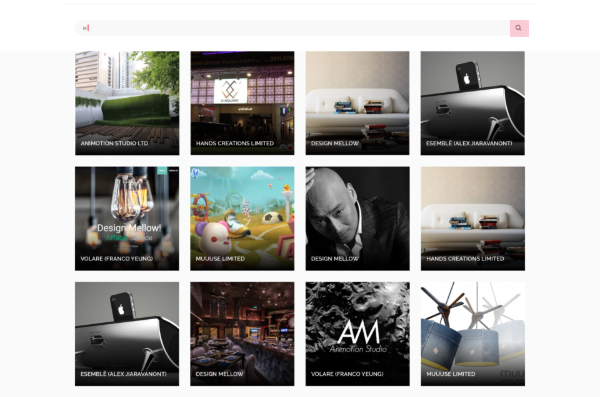 ANIMOTION STUDIO LTD
HANDS CREATIONS LIMITED
DESIGN MELLOW
ESEMBLÉ (ALEX JIARAVANONT)
Design Mellow!
VOLARE (FRANCO YEUNG)
MUUUSE LIMITED
DESIGN MELLOW
HANDS CREATIONS LIMITED
ESEMBLÉ (ALEX JIARAVANONT)
DESIGN MELLOW
AM
Animotion Studio
VOLARE (FRANCO YEUNG)
MUUUSE LIMITED